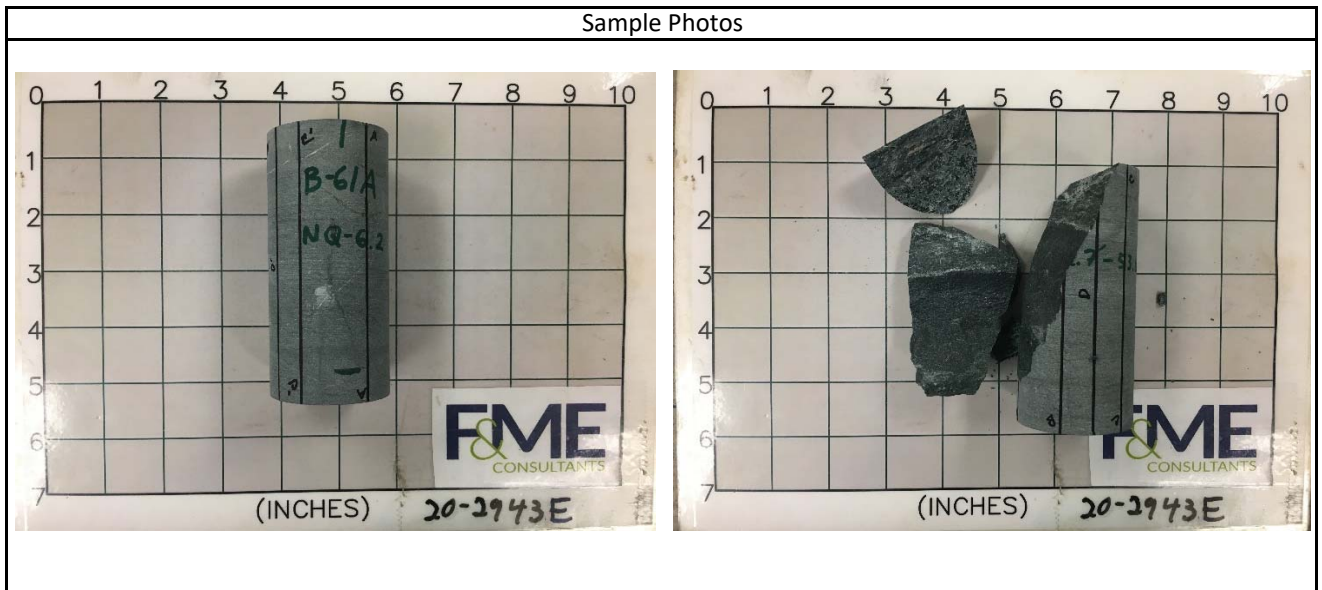 Sample Photos
0 1 2 3 4 5 6 7 8 9 10
1
2
3
4
5
6
7
1
B-61A
NQ-6.2
A
A
F&ME
CONSULTANTS
(INCHES) 20-2943E
0 1 2 3 4 5 6 7 8 9 10
1
2
3
4
5
6
7
D
F&ME
CONSULTANTS
(INCHES) 20-2943E